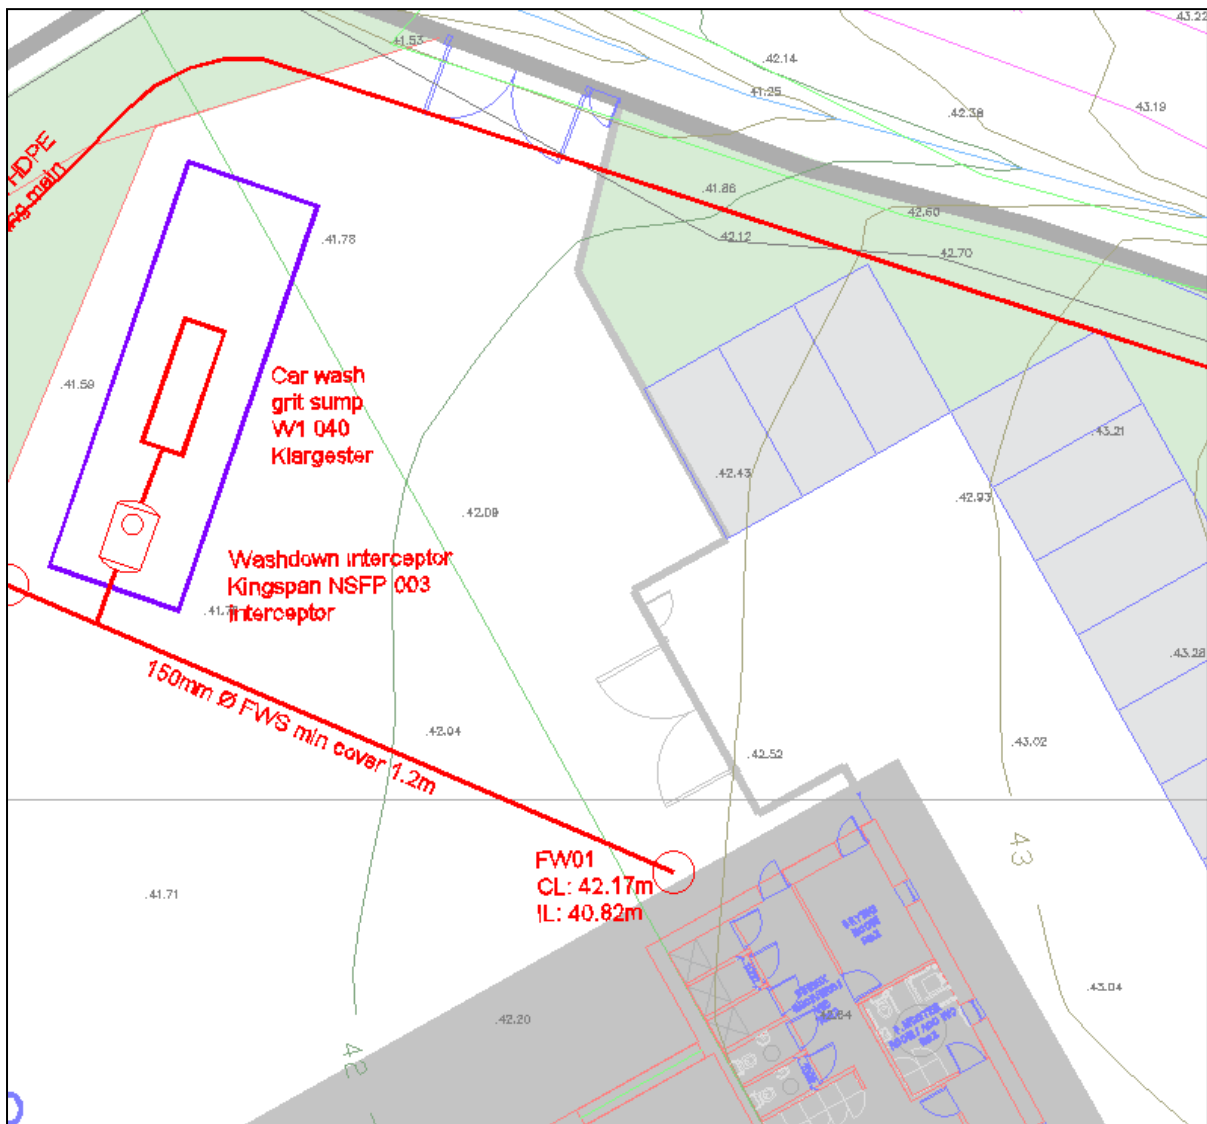 43.22
41.53
.42.14
41.25
43.19
.42.38
HDPE
ing main
.41.86
.42.60
.42.12
.41.78
42.70
Car wash
grit sump
W1 040
Klargester
.41.59
.43.21
.42.43
.42.93
.42.09
Washdown interceptor
Kingspan NSFP 003
interceptor
.43.28
150mm Ø FWS min cover 1.2m
.42.04
.43.02
.42.52
43
FW01
CL: 42.17m
IL: 40.82m
.41.71
DRYING
ROOM
.43.04
.42.20
42